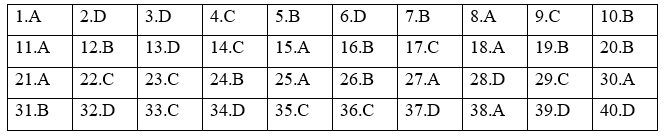 1.A 2.D 3.D 4.C 5.B 6.D 7.B 8.A 9.C 10.B
11.A 12.B 13.D 14.C 15.A 16.B 17.C 18.A 19.B 20.B
21.A 22.C 23.C 24.B 25.A 26.B 27.A 28.D 29.C 30.A
31.B 32.D 33.C 34.D 35.C 36.C 37.D 38.A 39.D 40.D